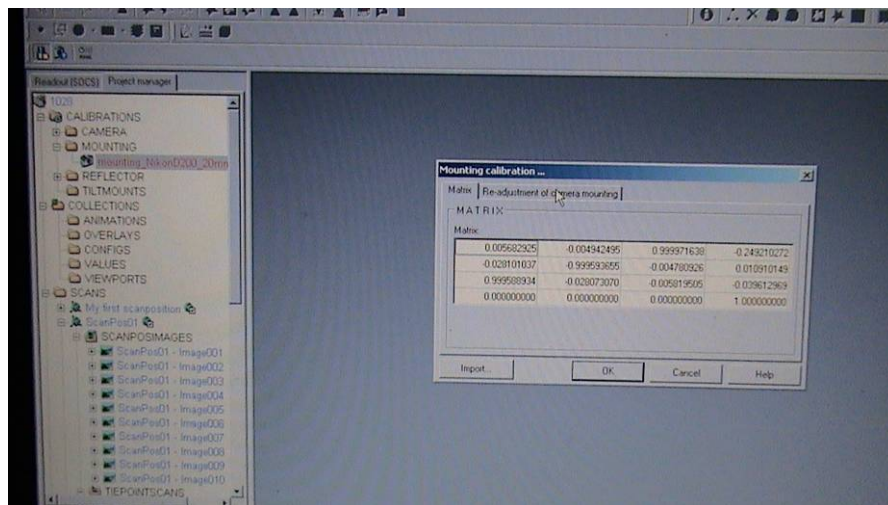 Readout (SOCS) Project manager
1028
CALIBRATIONS
CAMERA
MOUNTING
mounting_NikonD200_20mm
REFLECTOR
TILTMOUNTS
COLLECTIONS
ANIMATIONS
OVERLAYS
CONFIGS
VALUES
VIEWPORTS
SCANS
My first scanposition
ScanPos01
SCANPOSIMAGES
ScanPos01 - Image001
ScanPos01 - Image002
ScanPos01 - Image003
ScanPos01 - Image004
ScanPos01 - Image005
ScanPos01 - Image006
ScanPos01 - Image007
ScanPos01 - Image008
ScanPos01 - Image009
ScanPos01 - Image010
TIEPOINTSCANS
Mounting calibration ...
Matrix Re-adjustment of camera mounting
MATRIX
Matrix:
0.005682925 -0.004942495 0.999971638 -0.249210272
-0.028101037 -0.999593655 -0.004780926 0.010910149
0.999588934 -0.028073070 -0.005819505 -0.039612969
0.000000000 0.000000000 0.000000000 1.000000000
Import... OK Cancel Help